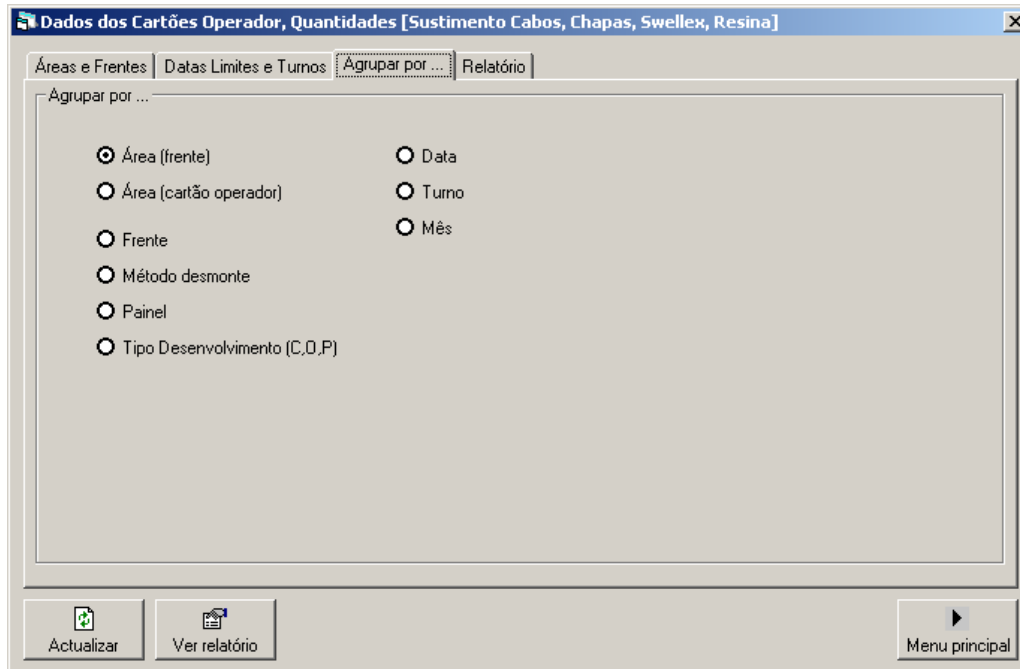 Dados dos Cartões Operador, Quantidades [Sustimento Cabos, Chapas, Swellex, Resina]
Áreas e Frentes Datas Limites e Turnos Agrupar por ... Relatório
Agrupar por ...
Área (frente)
Área (cartão operador)
Frente
Método desmonte
Painel
Tipo Desenvolvimento (C,O,P)
Data
Turno
Mês
Actualizar
Ver relatório
Menu principal